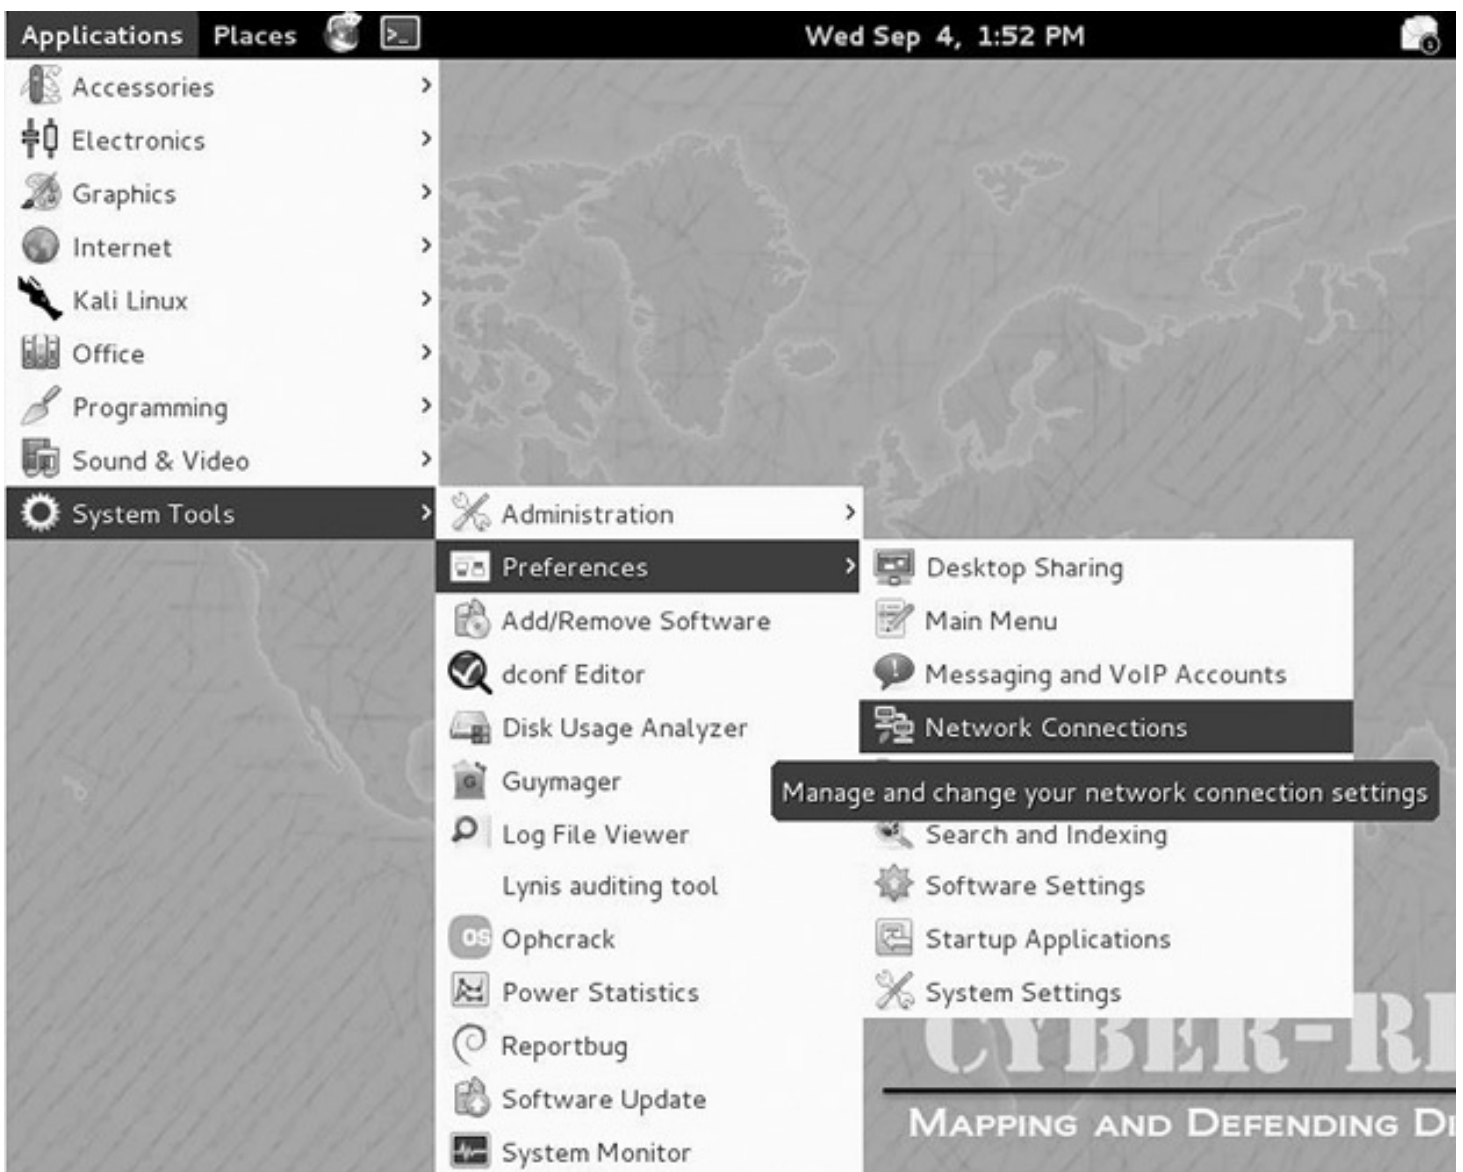 Applications Places Wed Sep 4, 1:52 PM
Accessories
Electronics
Graphics
Internet
Kali Linux
Office
Programming
Sound & Video
System Tools
Administration
Preferences
Add/Remove Software
dconf Editor
Disk Usage Analyzer
Guymager
Log File Viewer
Lynis auditing tool
Ophcrack
Power Statistics
Reportbug
Software Update
System Monitor
Desktop Sharing
Main Menu
Messaging and VoIP Accounts
Network Connections
Manage and change your network connection settings
Search and Indexing
Software Settings
Startup Applications
System Settings
MAPPING AND DEFENDING